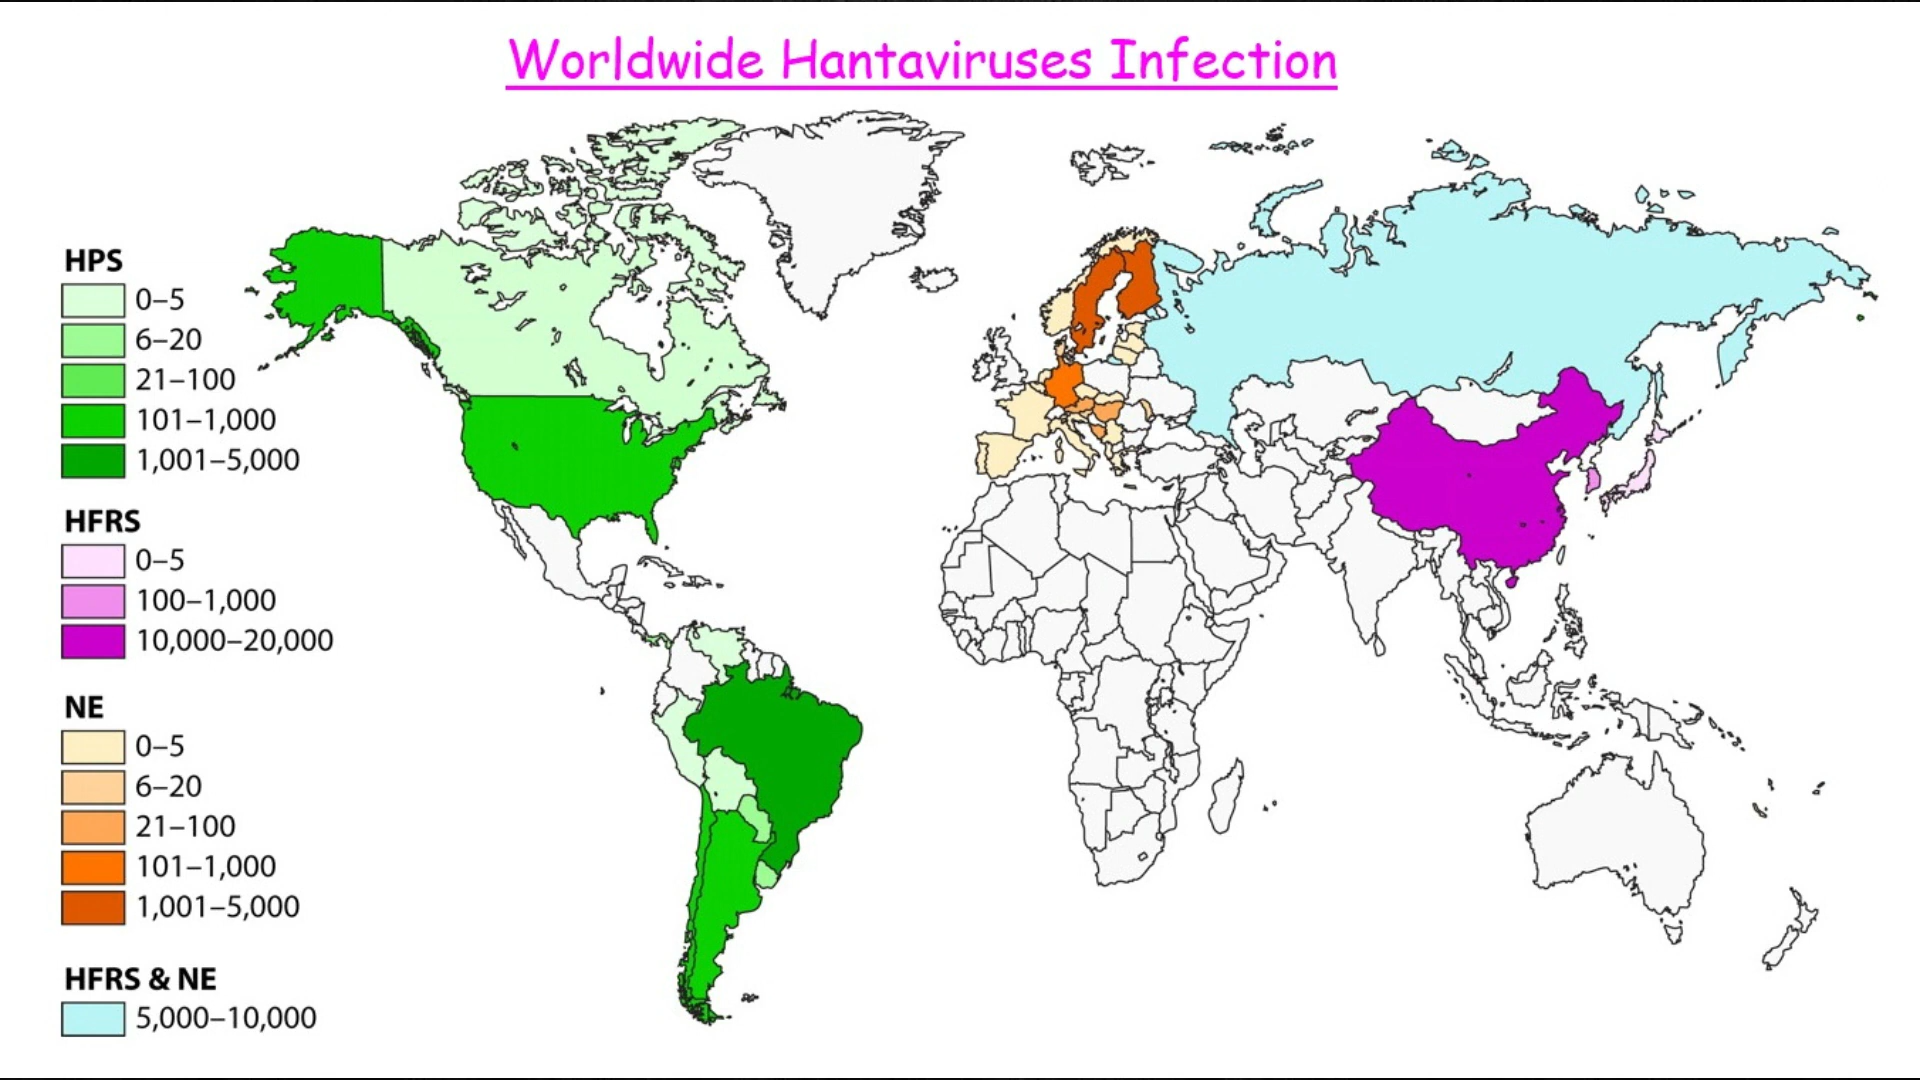 Worldwide Hantaviruses Infection
HPS
0–5
6–20
21–100
101–1,000
1,001–5,000
HFRS
0–5
100–1,000
10,000–20,000
NE
0–5
6–20
21–100
101–1,000
1,001–5,000
HFRS & NE
5,000–10,000